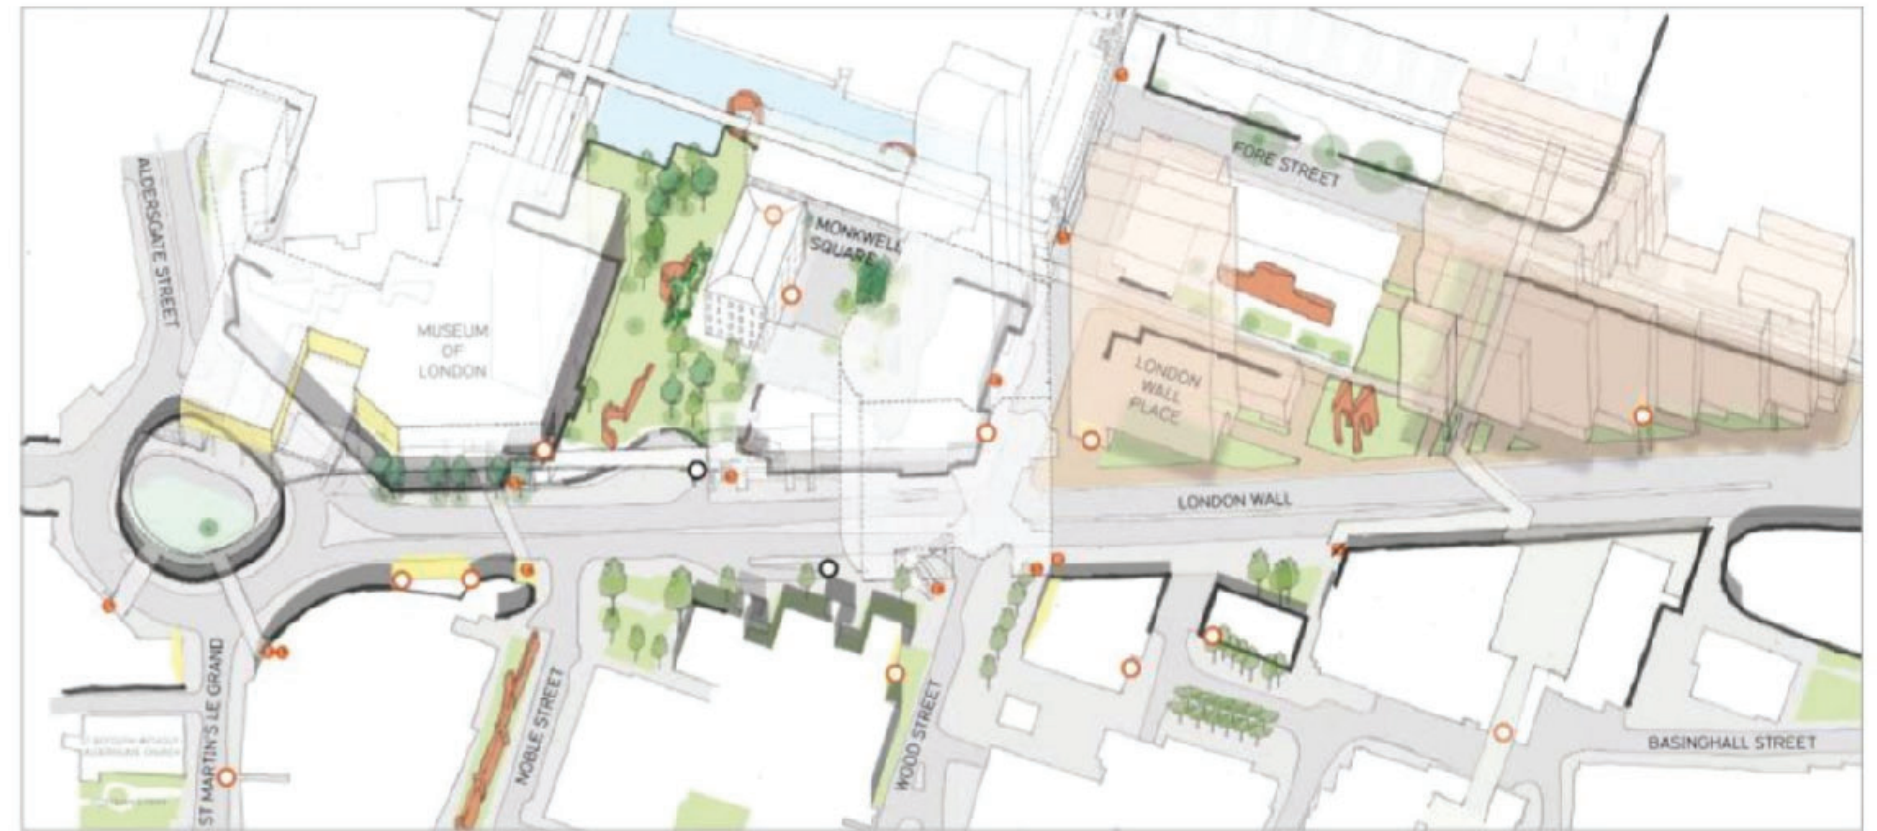 ALDERSGATE STREET
MUSEUM
OF
LONDON
MONKWELL
SQUARE
FORE STREET
LONDON
WALL
PLACE
LONDON WALL
ST MARTIN'S LE GRAND
NOBLE STREET
WOOD STREET
BASINGHALL STREET